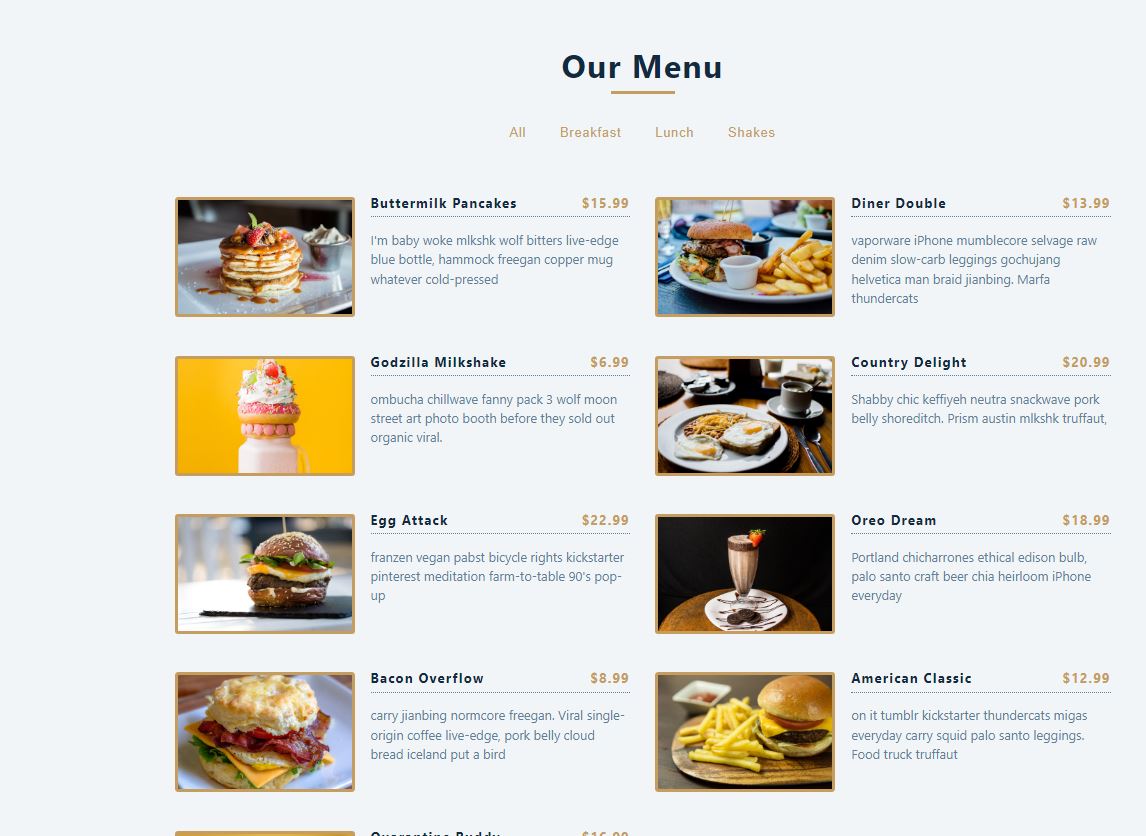 Our Menu
All Breakfast Lunch Shakes
Buttermilk Pancakes $15.99
I'm baby woke mlkshk wolf bitters live-edge
blue bottle, hammock freegan copper mug
whatever cold-pressed
Diner Double $13.99
vaporware iPhone mumblecore selvage raw
denim slow-carb leggings gochujang
helvetica man braid jianbing. Marfa
thundercats
Godzilla Milkshake $6.99
ombucha chillwave fanny pack 3 wolf moon
street art photo booth before they sold out
organic viral.
Country Delight $20.99
Shabby chic keffiyeh neutra snackwave pork
belly shoreditch. Prism austin mlkshk truffaut,
Egg Attack $22.99
franzen vegan pabst bicycle rights kickstarter
pinterest meditation farm-to-table 90's pop-
up
Oreo Dream $18.99
Portland chicharrones ethical edison bulb,
palo santo craft beer chia heirloom iPhone
everyday
Bacon Overflow $8.99
carry jianbing normcore freegan. Viral single-
origin coffee live-edge, pork belly cloud
bread iceland put a bird
American Classic $12.99
on it tumblr kickstarter thundercats migas
everyday carry squid palo santo leggings.
Food truck truffaut
Quarantine Buddy $16.99